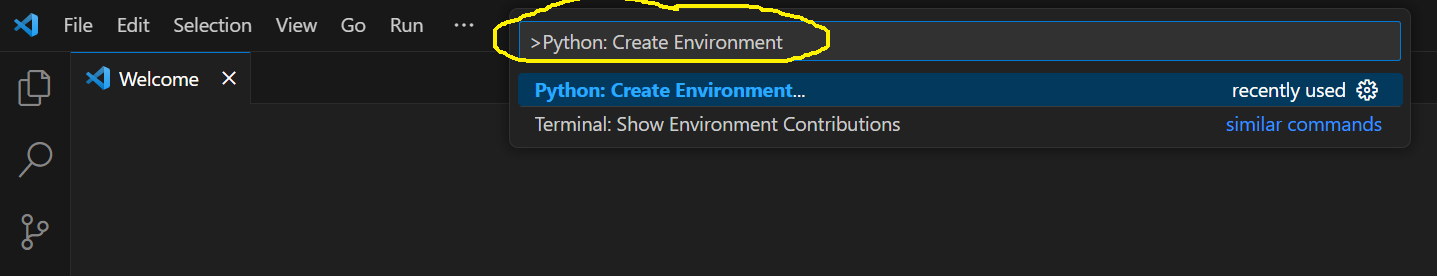 File Edit Selection View Go Run ···
>Python: Create Environment
Welcome
Python: Create Environment... recently used
Terminal: Show Environment Contributions similar commands